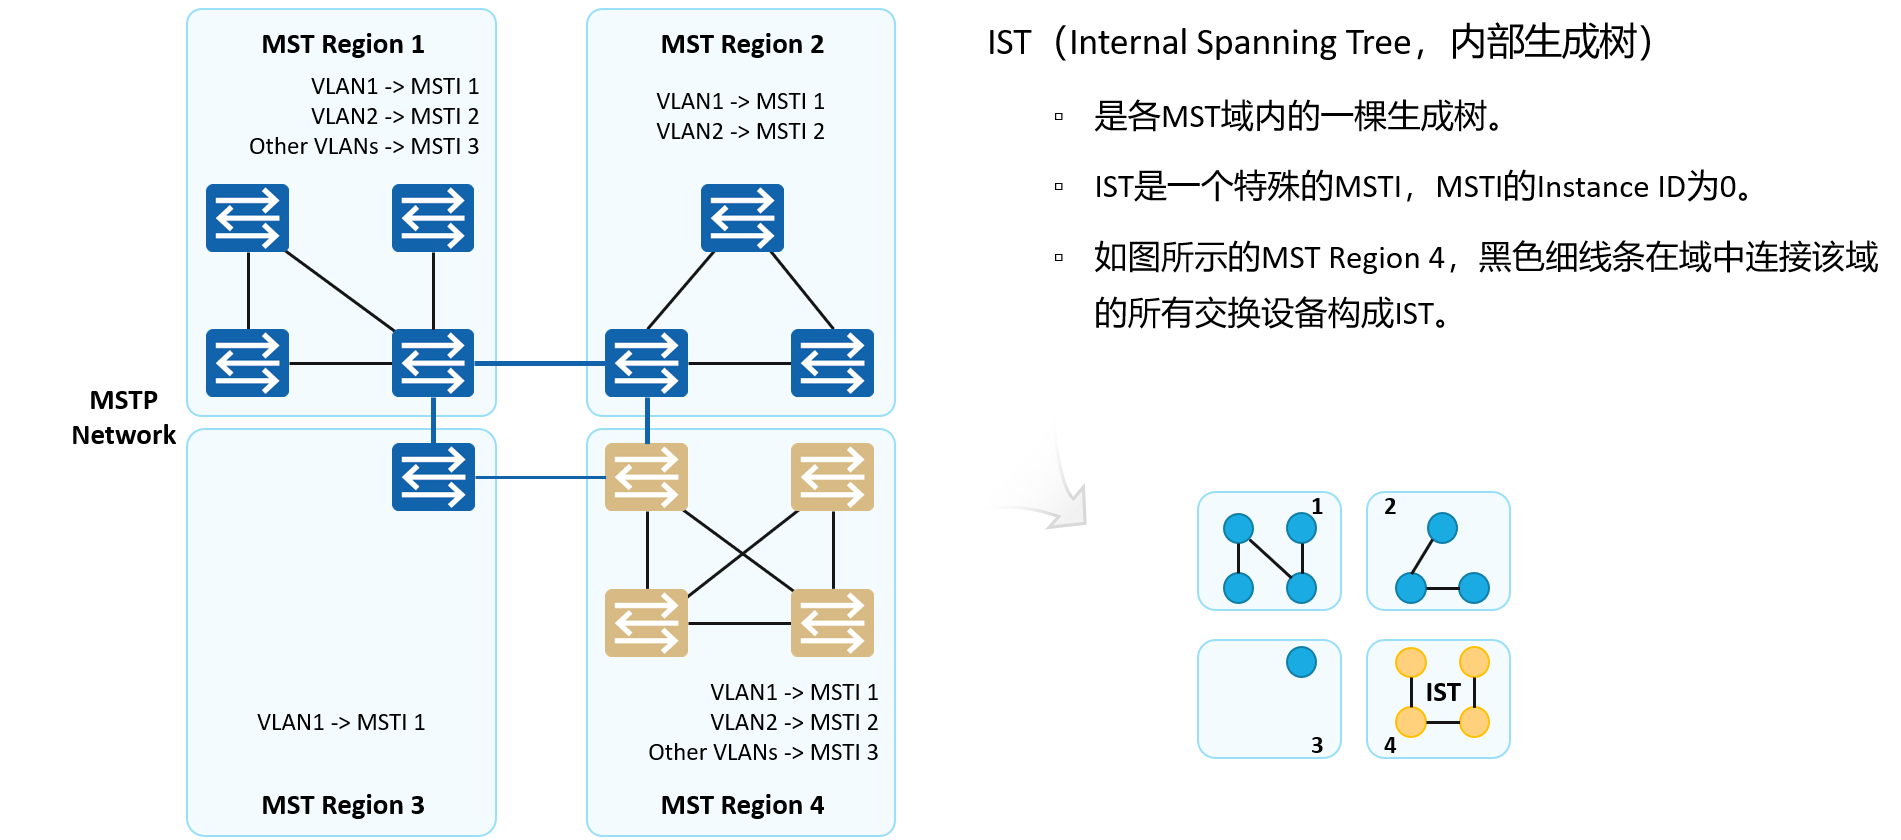 MST Region 1
VLAN1 -> MSTI 1
VLAN2 -> MSTI 2
Other VLANs -> MSTI 3
MST Region 2
VLAN1 -> MSTI 1
VLAN2 -> MSTI 2
MSTP
Network
VLAN1 -> MSTI 1
MST Region 3
VLAN1 -> MSTI 1
VLAN2 -> MSTI 2
Other VLANs -> MSTI 3
MST Region 4
IST（Internal Spanning Tree，内部生成树）
▫ 是各MST域内的一棵生成树。
▫ IST是一个特殊的MSTI，MSTI的Instance ID为0。
▫ 如图所示的MST Region 4，黑色细线条在域中连接该域
的所有交换设备构成IST。
1
2
3
IST
4